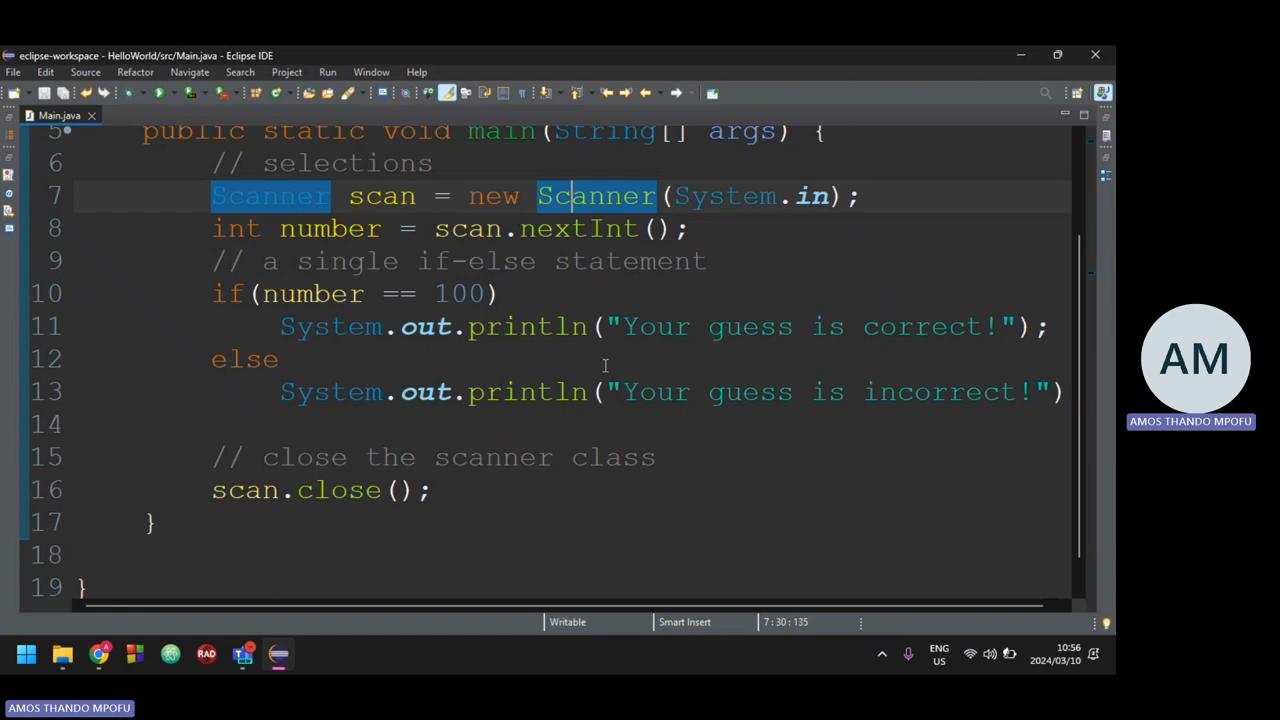 eclipse-workspace - HelloWorld/src/Main.java - Eclipse IDE
File Edit Source Refactor Navigate Search Project Run Window Help
Main.java
5 public static void main(String[] args) {
6 // selections
7 Scanner scan = new Scanner(System.in);
8 int number = scan.nextInt();
9 // a single if-else statement
10 if(number == 100)
11 System.out.println("Your guess is correct!");
12 else
13 System.out.println("Your guess is incorrect!")
14
15 // close the scanner class
16 scan.close();
17 }
18
19 }
Writable Smart Insert 7 : 30 : 135
RAD
ENG
US
10:56
2024/03/10
AM
AMOS THANDO MPOFU
AMOS THANDO MPOFU